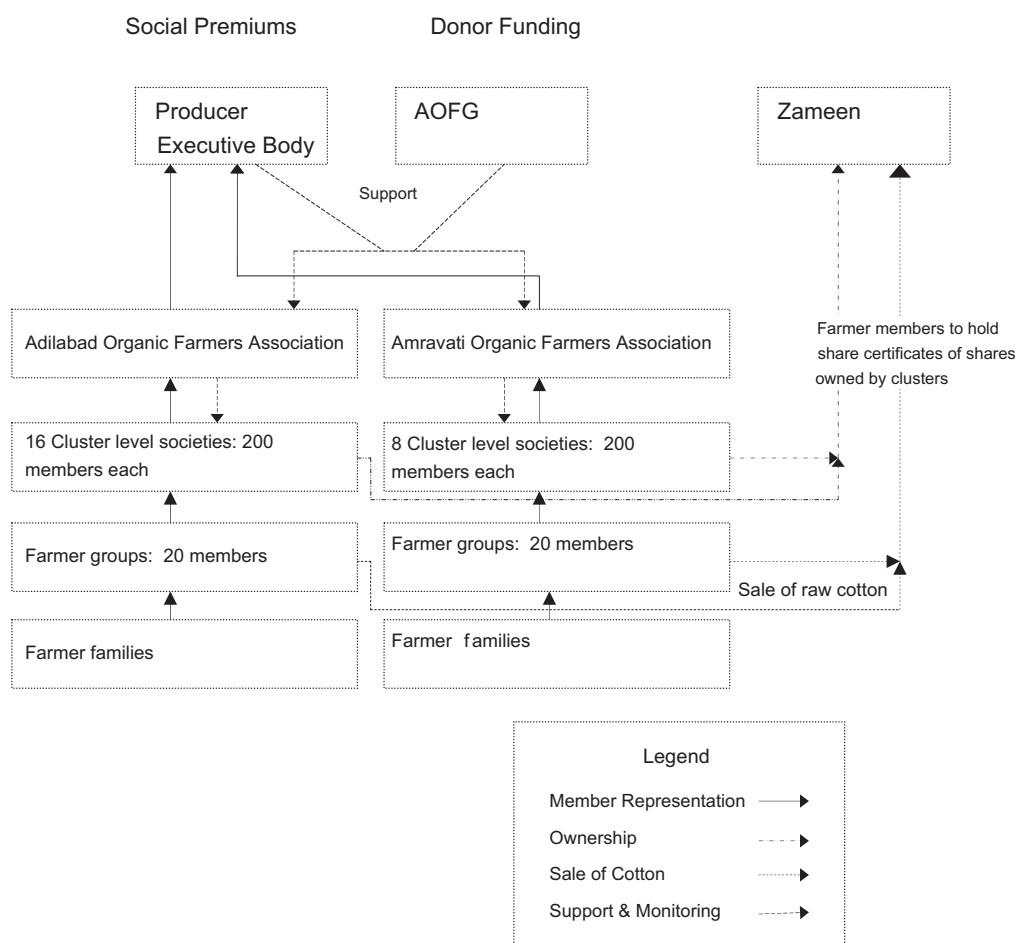 Social Premiums
Donor Funding
Producer
Executive Body
AOFG
Zameen
Support
Adilabad Organic Farmers Association
Amravati Organic Farmers Association
Farmer members to hold
share certificates of shares
owned by clusters
16 Cluster level societies: 200
members each
8 Cluster level societies: 200
members each
Farmer groups: 20 members
Farmer groups: 20 members
Sale of raw cotton
Farmer families
Farmer families
Legend
Member Representation
Ownership
Sale of Cotton
Support & Monitoring